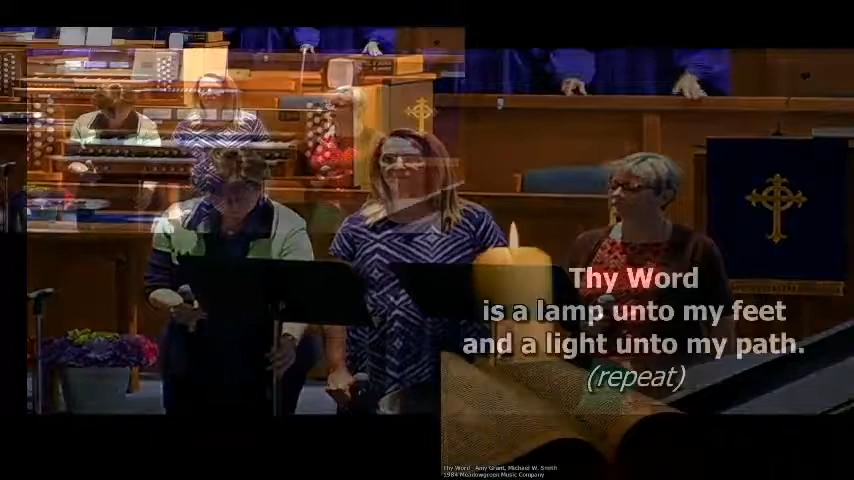 Thy Word
is a lamp unto my feet
and a light unto my path.
(repeat)
Thy Word - Amy Grant, Michael W. Smith
1984 Meadowgreen Music Company